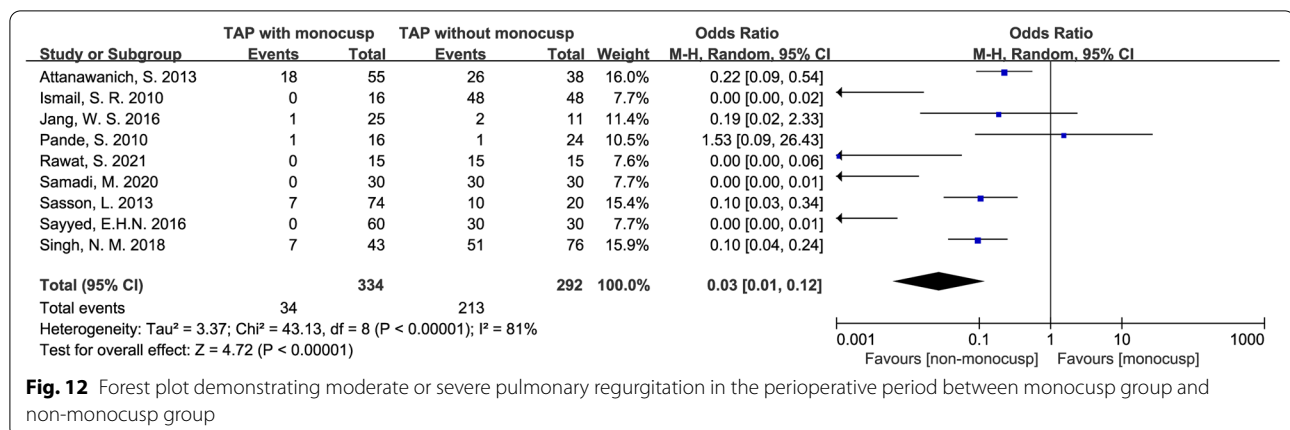 TAP with monocusp TAP without monocusp Odds Ratio Odds Ratio
Study or Subgroup Events Total Events Total Weight M-H, Random, 95% CI M-H, Random, 95% CI
Attanawanich, S. 2013 18 55 26 38 16.0% 0.22 [0.09, 0.54]
Ismail, S. R. 2010 0 16 48 48 7.7% 0.00 [0.00, 0.02]
Jang, W. S. 2016 1 25 2 11 11.4% 0.19 [0.02, 2.33]
Pande, S. 2010 1 16 1 24 10.5% 1.53 [0.09, 26.43]
Rawat, S. 2021 0 15 15 15 7.6% 0.00 [0.00, 0.06]
Samadi, M. 2020 0 30 30 30 7.7% 0.00 [0.00, 0.01]
Sasson, L. 2013 7 74 10 20 15.4% 0.10 [0.03, 0.34]
Sayyed, E.H.N. 2016 0 60 30 30 7.7% 0.00 [0.00, 0.01]
Singh, N. M. 2018 7 43 51 76 15.9% 0.10 [0.04, 0.24]
Total (95% CI) 334 292 100.0% 0.03 [0.01, 0.12]
Total events 34 213
Heterogeneity: Tau² = 3.37; Chi² = 43.13, df = 8 (P < 0.00001); I² = 81%
Test for overall effect: Z = 4.72 (P < 0.00001)
0.001 0.1 1 10 1000
Favours [non-monocusp] Favours [monocusp]
Fig. 12 Forest plot demonstrating moderate or severe pulmonary regurgitation in the perioperative period between monocusp group and
non-monocusp group